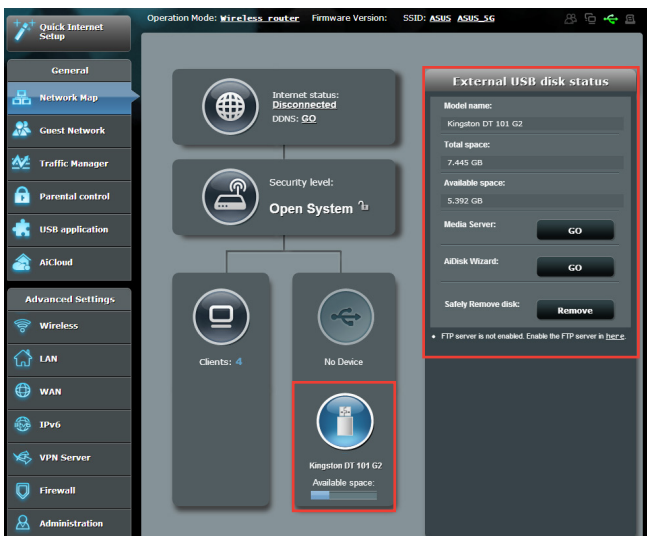 Quick Internet
Setup
Operation Mode: Wireless router Firmware Version: SSID: ASUS ASUS_5G
General
Network Map
Guest Network
Traffic Manager
Parental control
USB application
AiCloud
Advanced Settings
Wireless
LAN
WAN
IPv6
VPN Server
Firewall
Administration
Internet status:
Disconnected
DDNS: GO
Security level:
Open System
Clients: 4
No Device
Kingston DT 101 G2
Available space:
External USB disk status
Model name:
Kingston DT 101 G2
Total space:
7.445 GB
Available space:
5.392 GB
Media Server: GO
AiDisk Wizard: GO
Safely Remove disk: Remove
• FTP server is not enabled. Enable the FTP server in here.